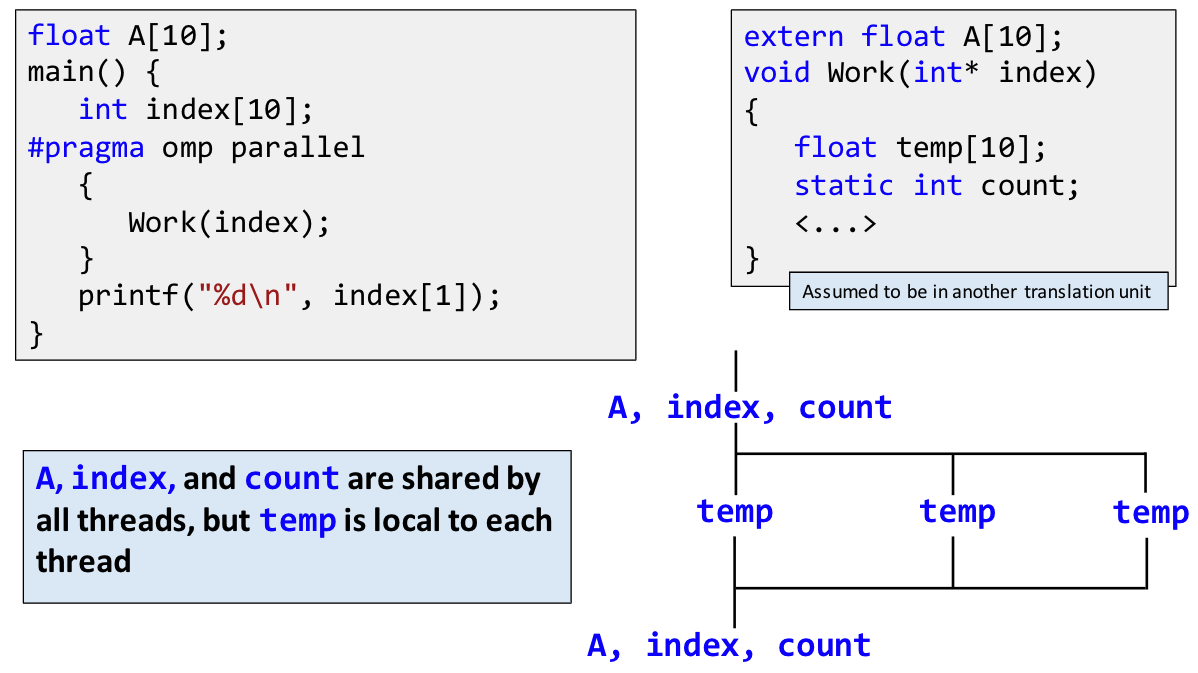 float A[10];
main() {
   int index[10];
#pragma omp parallel
   {
      Work(index);
   }
   printf("%d\n", index[1]);
}
extern float A[10];
void Work(int* index)
{
   float temp[10];
   static int count;
   <...>
}
Assumed to be in another translation unit
A, index, count
A, index, and count are shared by
all threads, but temp is local to each
thread
temp temp temp
A, index, count